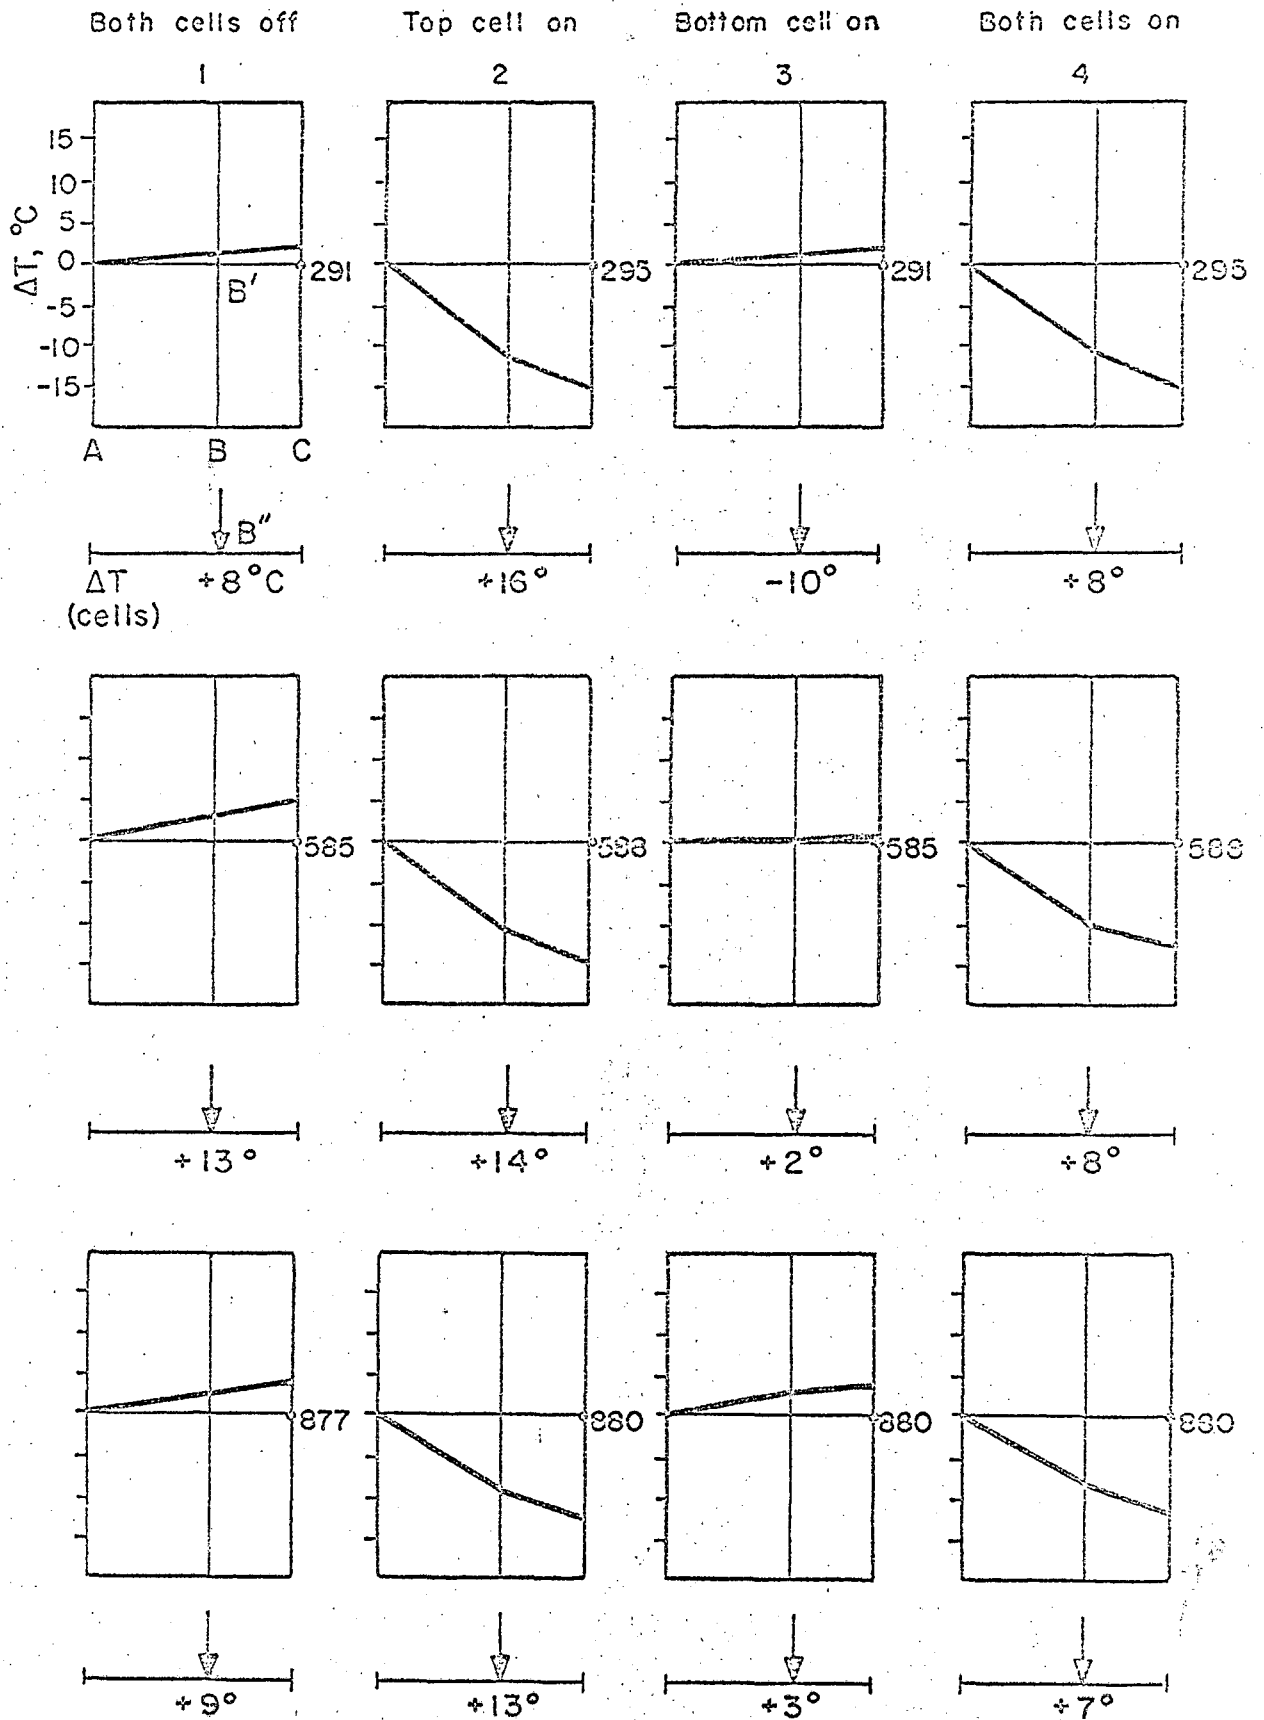 Both cells off Top cell on Bottom cell on Both cells on
1 2 3 4
ΔT, °C
15
10
5
0
-5
-10
-15
B'
291 295 291 295
A B C
B"
ΔT (cells)
+8°C +16° -10° +8°
585 588 585 588
+13° +14° +2° +8°
877 880 880 880
+9° +13° +3° +7°